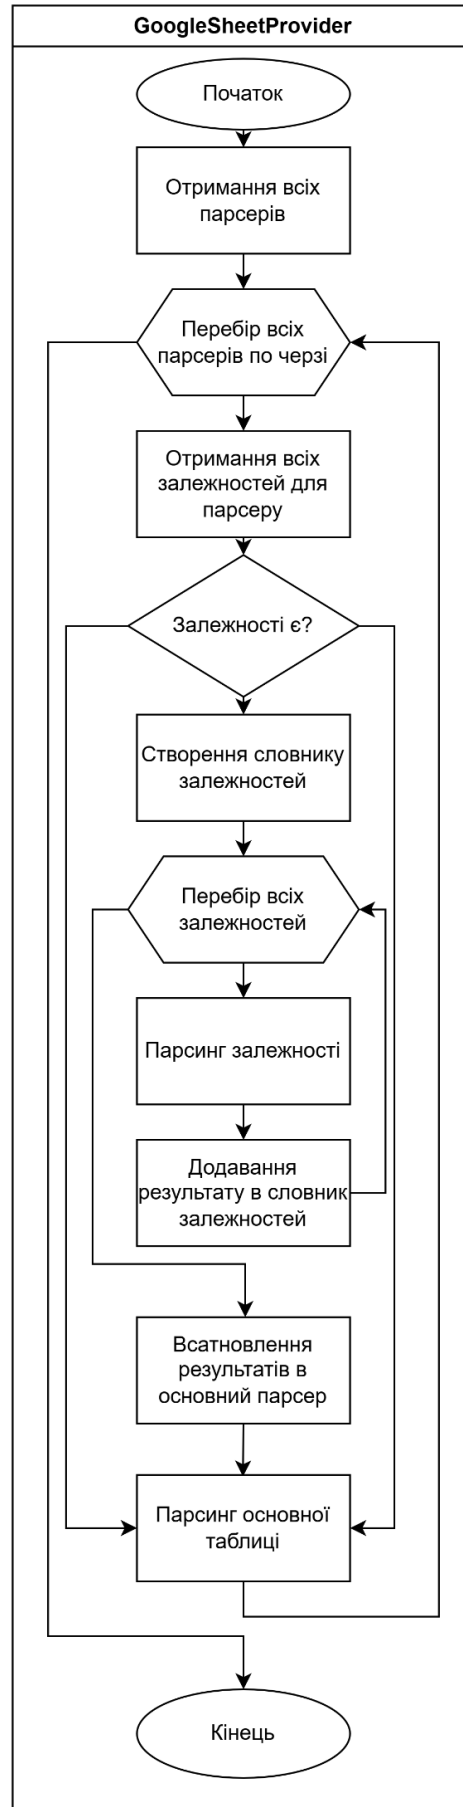 GoogleSheetProvider
Початок
Отримання всіх
парсерів
Перебір всіх
парсерів по черзі
Отримання всіх
залежностей для
парсеру
Залежності є?
Створення словнику
залежностей
Перебір всіх
залежностей
Парсинг залежності
Додавання
результату в словник
залежностей
Всатновлення
результатів в
основний парсер
Парсинг основної
таблиці
Кінець